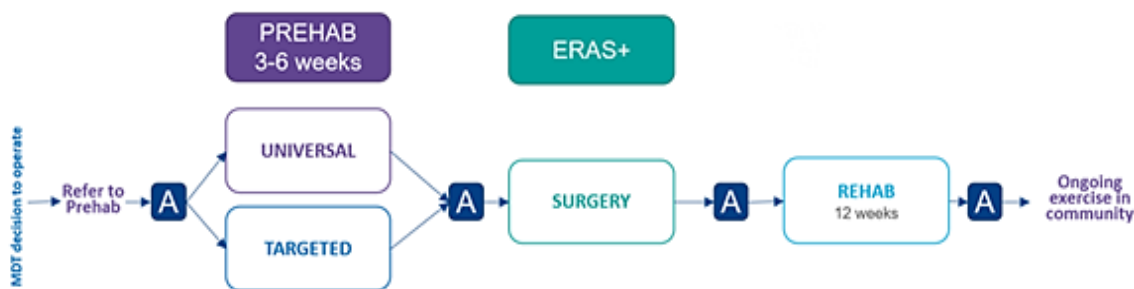 PREHAB
3-6 weeks
ERAS+
MDT decision to operate
Refer to
Prehab
A
UNIVERSAL
TARGETED
A
SURGERY
A
REHAB
12 weeks
A
Ongoing
exercise in
community